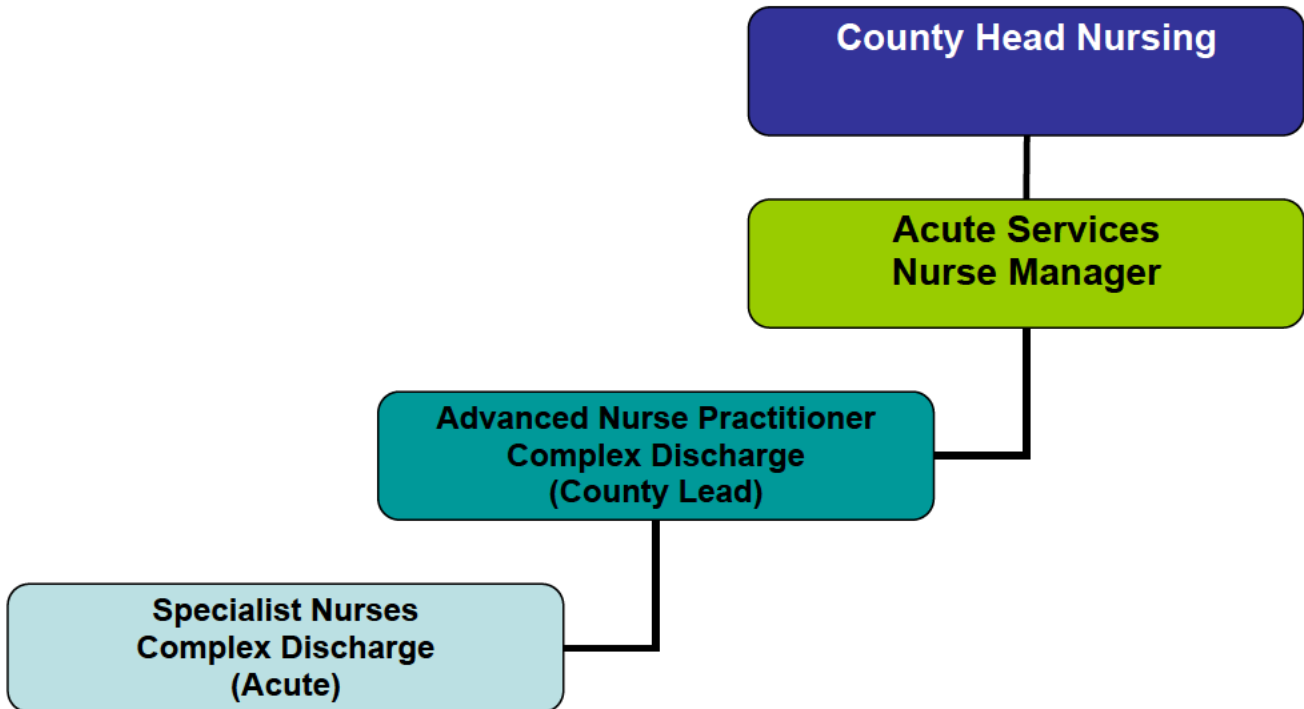 County Head Nursing
Acute Services
Nurse Manager
Advanced Nurse Practitioner
Complex Discharge
(County Lead)
Specialist Nurses
Complex Discharge
(Acute)